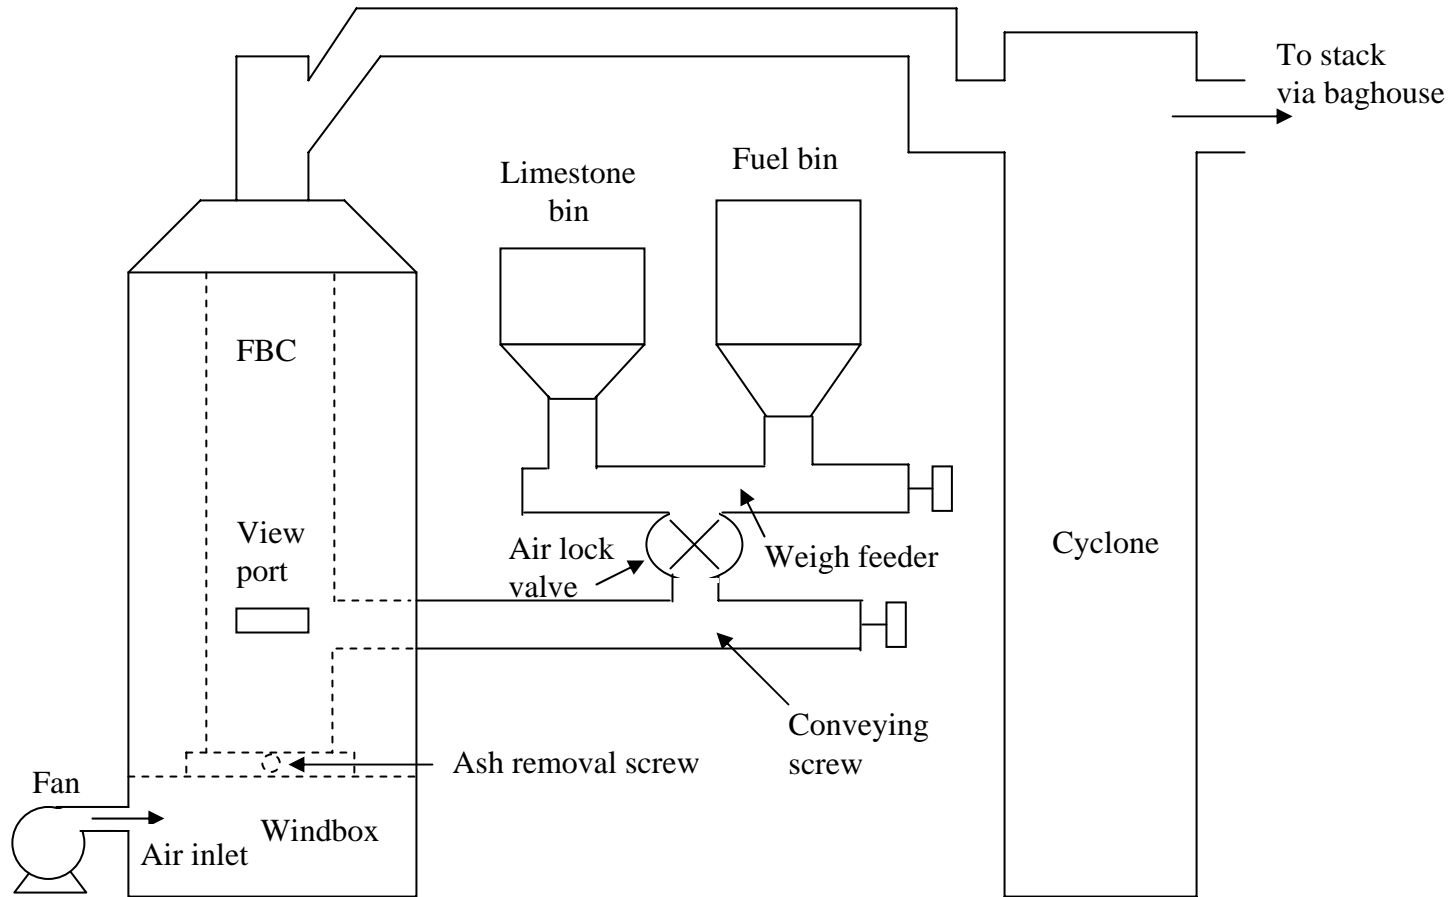 To stack
via baghouse
Fuel bin
Limestone
bin
FBC
View
port
Air lock
valve
Weigh feeder
Cyclone
Conveying
screw
Ash removal screw
Fan
Windbox
Air inlet